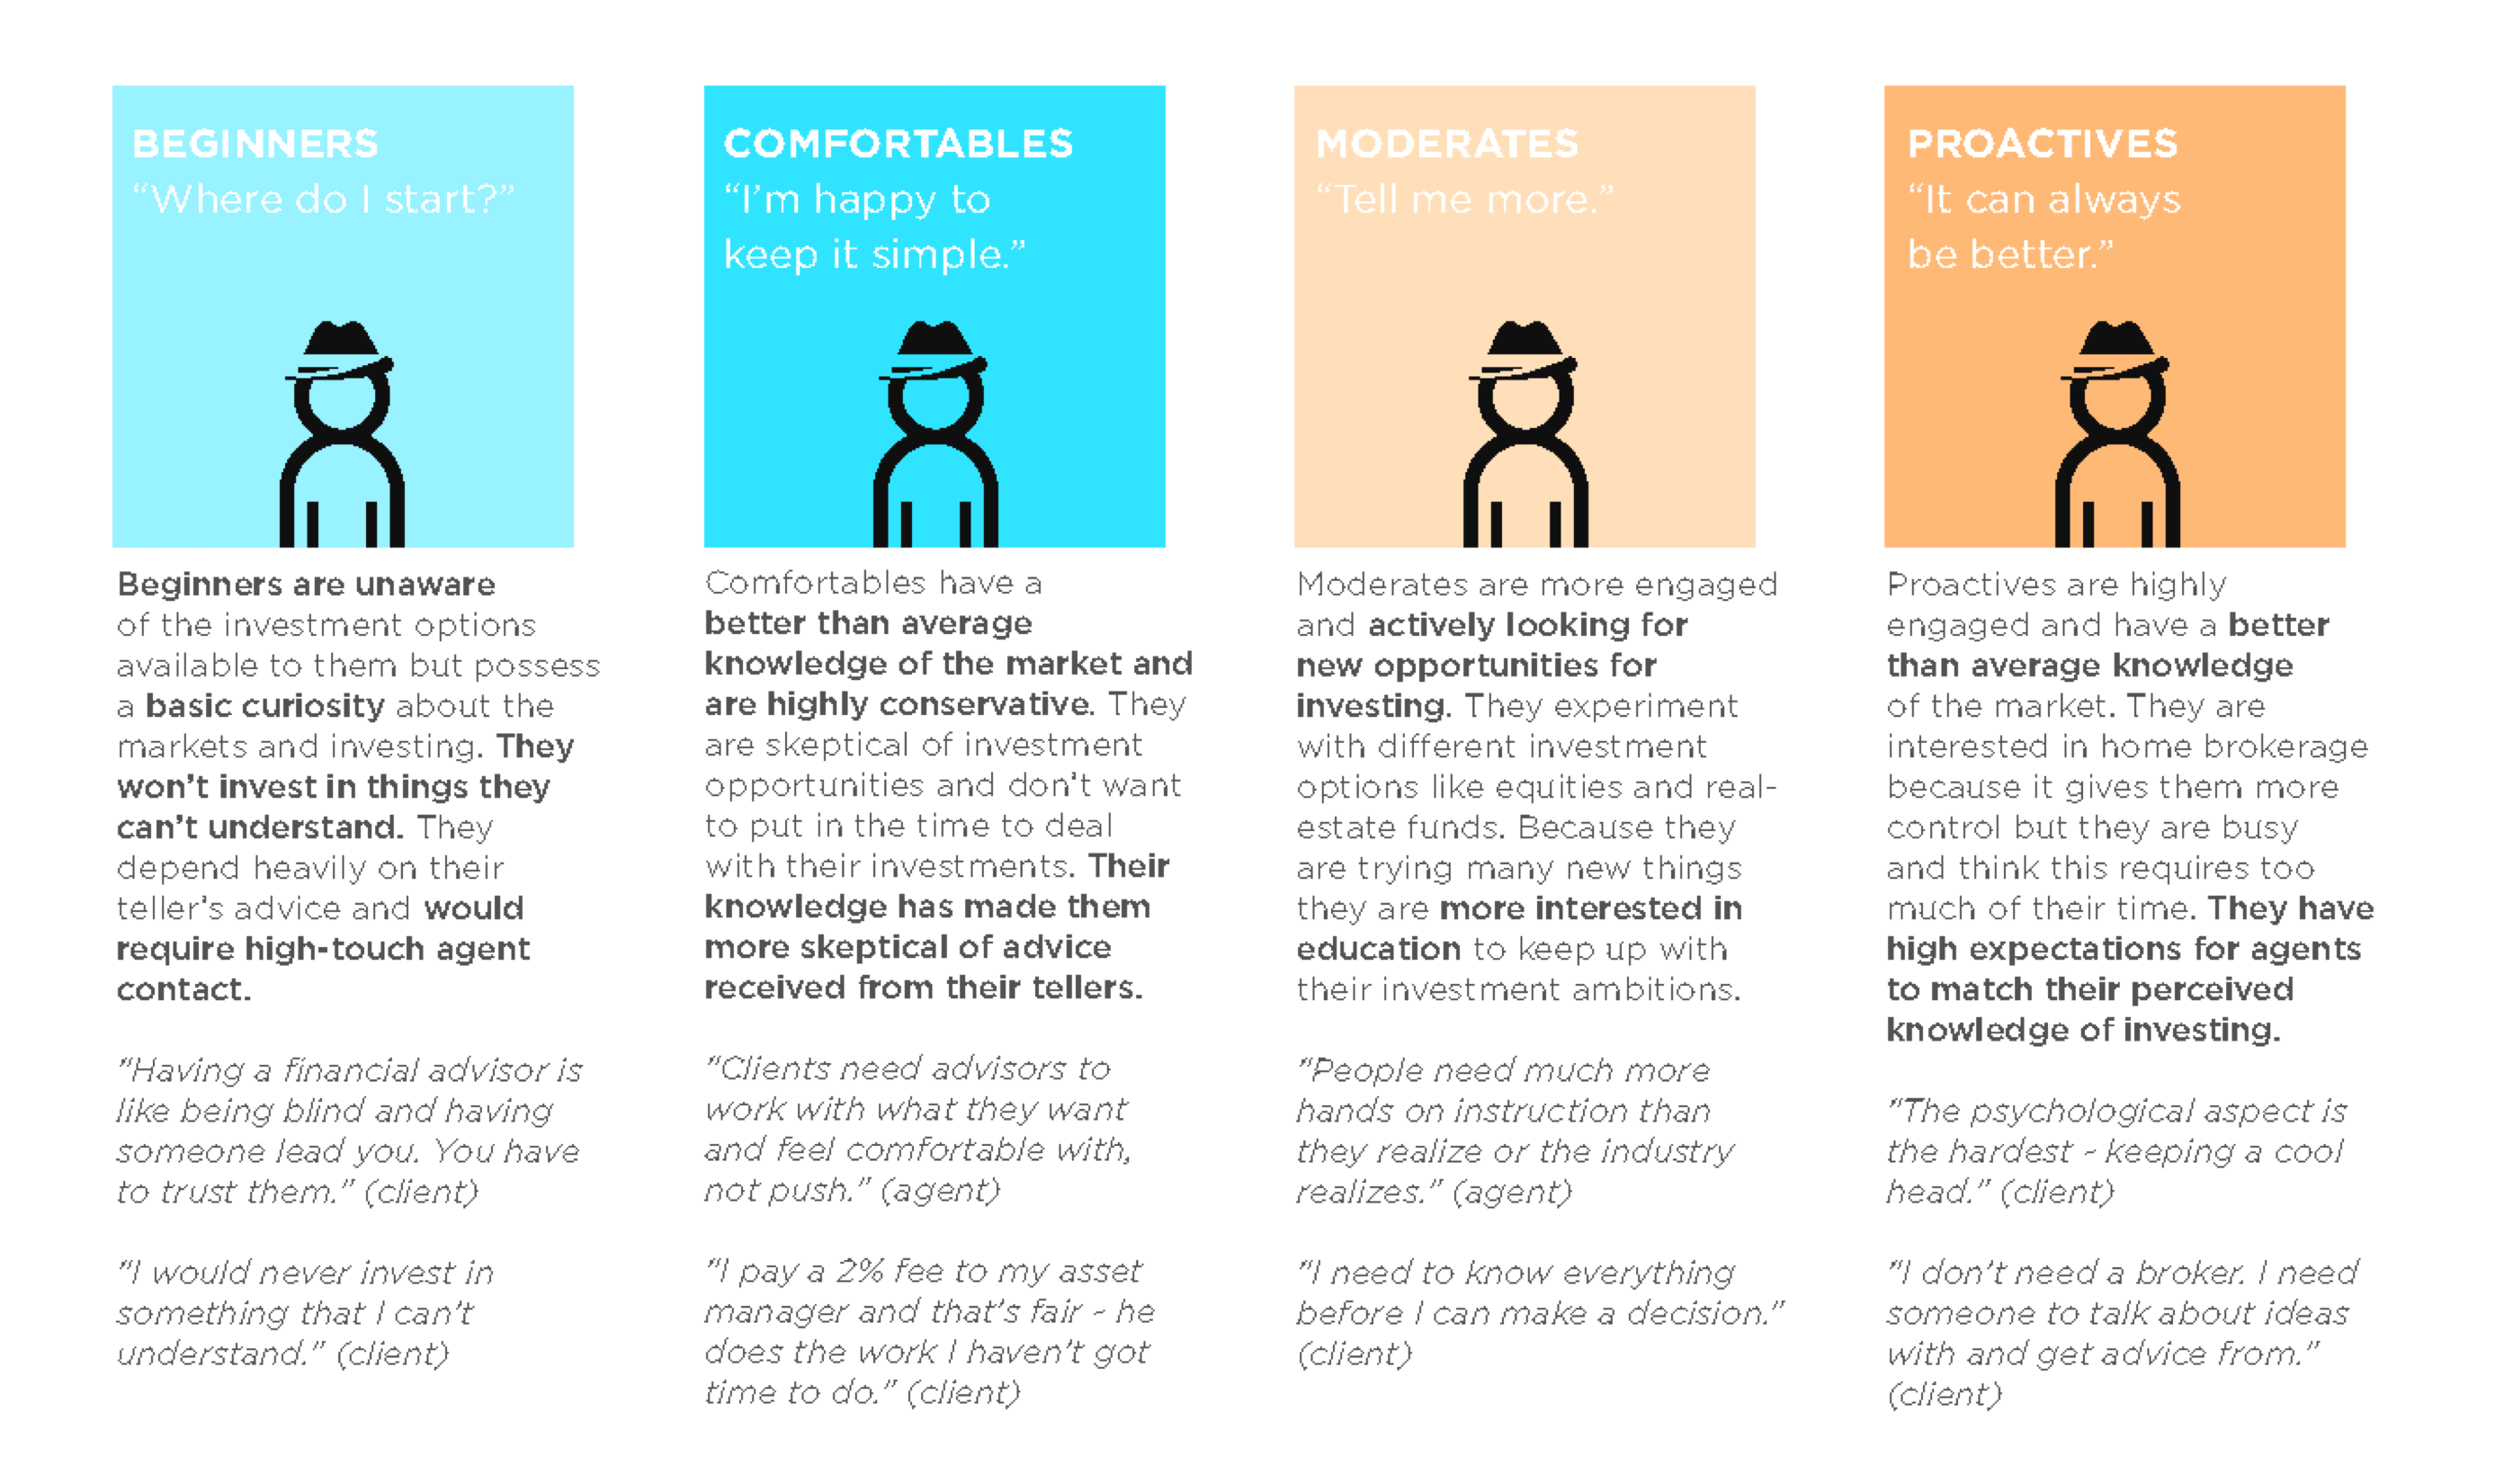 BEGINNERS
“Where do I start?”
Beginners are unaware
of the investment options
available to them but possess
a basic curiosity about the
markets and investing. They
won’t invest in things they
can’t understand. They
depend heavily on their
teller’s advice and would
require high-touch agent
contact.
“Having a financial advisor is
like being blind and having
someone lead you. You have
to trust them.” (client)
“I would never invest in
something that I can’t
understand.” (client)
COMFORTABLES
“I’m happy to
keep it simple.”
Comfortables have a
better than average
knowledge of the market and
are highly conservative. They
are skeptical of investment
opportunities and don’t want
to put in the time to deal
with their investments. Their
knowledge has made them
more skeptical of advice
received from their tellers.
“Clients need advisors to
work with what they want
and feel comfortable with,
not push.” (agent)
“I pay a 2% fee to my asset
manager and that’s fair - he
does the work I haven’t got
time to do.” (client)
MODERATES
“Tell me more.”
Moderates are more engaged
and actively looking for
new opportunities for
investing. They experiment
with different investment
options like equities and real-
estate funds. Because they
are trying many new things
they are more interested in
education to keep up with
their investment ambitions.
“People need much more
hands on instruction than
they realize or the industry
realizes.” (agent)
“I need to know everything
before I can make a decision.”
(client)
PROACTIVES
“It can always
be better.”
Proactives are highly
engaged and have a better
than average knowledge
of the market. They are
interested in home brokerage
because it gives them more
control but they are busy
and think this requires too
much of their time. They have
high expectations for agents
to match their perceived
knowledge of investing.
“The psychological aspect is
the hardest - keeping a cool
head.” (client)
“I don’t need a broker. I need
someone to talk about ideas
with and get advice from.”
(client)